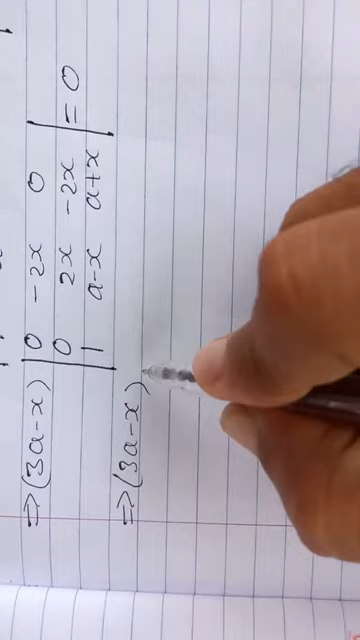 ⇒ (3a-x) | 0 -2x 0 |
| 0 2x -2x | = 0
| 1 a-x a+x |
⇒ (3a-x)